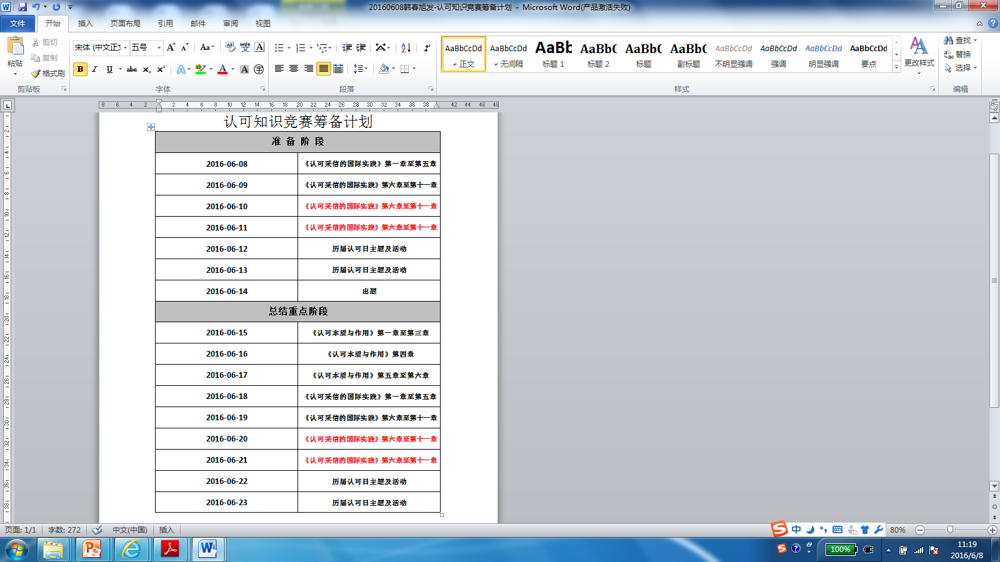 20160608韩春旭发-认可知识竞赛筹备计划 - Microsoft Word(产品激活失败)
文件 开始 插入 页面布局 引用 邮件 审阅 视图
粘贴 剪切 复制 格式刷 剪贴板
宋体 (中文正文 五号 字体
段落
AaBbCcDd AaBbCcDd AaBb AaBbC AaBbC AaBbC AaBbCcDd AaBbCcDd AaBbCcDd AaBbCcDd
正文 无间隔 标题 1 标题 2 标题 副标题 不明显强调 强调 明显强调 要点
样式
更改样式
查找 替换 选择 编辑
8 6 4 2 2 4 6 8 10 12 14 16 18 20 22 24 26 28 30 32 34 36 38 42 44 46 48
认可知识竞赛筹备计划
准 备 阶 段
2016-06-08 《认可采信的国际实践》第一章至第五章
2016-06-09 《认可采信的国际实践》第六章至第十一章
2016-06-10 《认可采信的国际实践》第六章至第十一章
2016-06-11 《认可采信的国际实践》第六章至第十一章
2016-06-12 历届认可日主题及活动
2016-06-13 历届认可日主题及活动
2016-06-14 出题
总结重点阶段
2016-06-15 《认可本质与作用》第一章至第三章
2016-06-16 《认可本质与作用》第四章
2016-06-17 《认可本质与作用》第五章至第六章
2016-06-18 《认可采信的国际实践》第一章至第五章
2016-06-19 《认可采信的国际实践》第六章至第十一章
2016-06-20 《认可采信的国际实践》第六章至第十一章
2016-06-21 《认可采信的国际实践》第六章至第十一章
2016-06-22 历届认可日主题及活动
2016-06-23 历届认可日主题及活动
页面: 1/1 字数: 272 中文(中国) 插入
中
80%
100%
11:19
2016/6/8